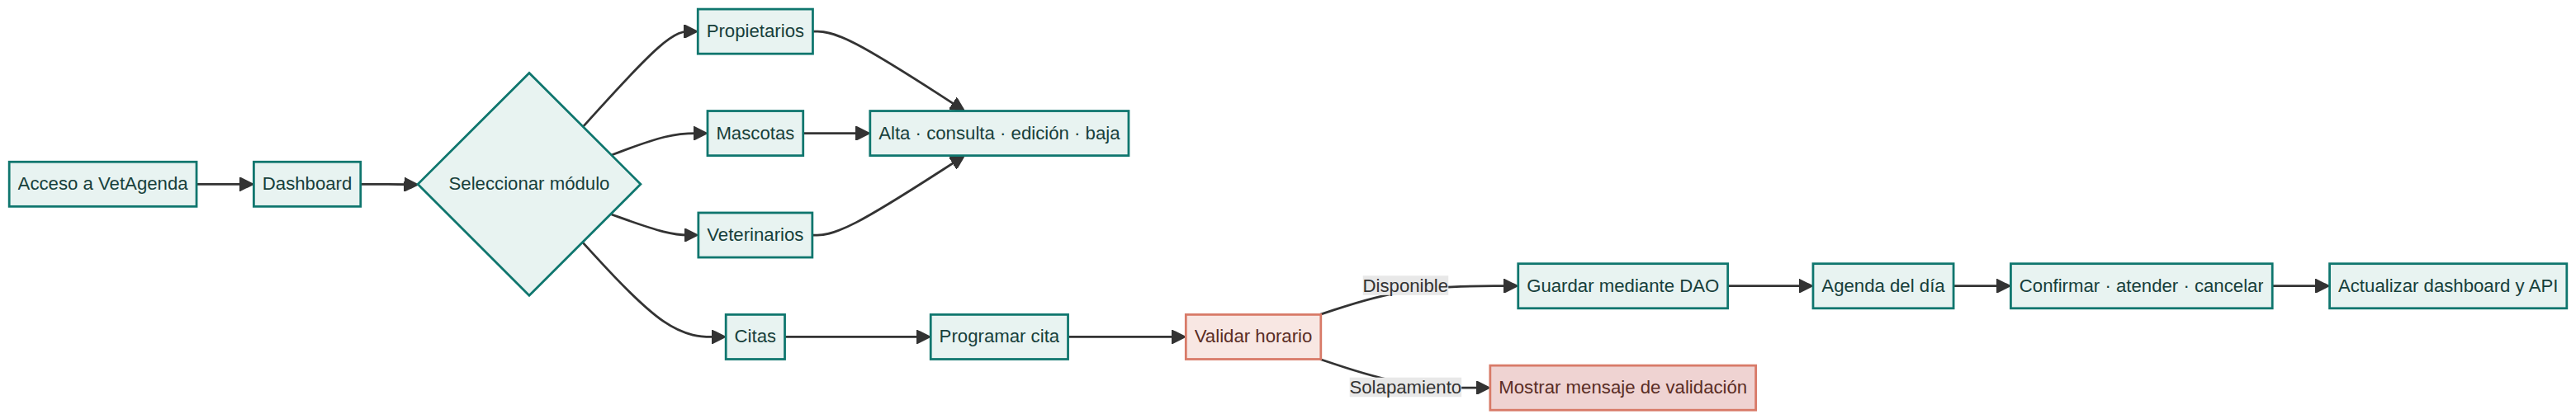 Acceso a VetAgenda
Dashboard
Seleccionar módulo
Propietarios
Mascotas
Veterinarios
Citas
Alta · consulta · edición · baja
Programar cita
Validar horario
Disponible
Solapamiento
Guardar mediante DAO
Mostrar mensaje de validación
Agenda del día
Confirmar · atender · cancelar
Actualizar dashboard y API